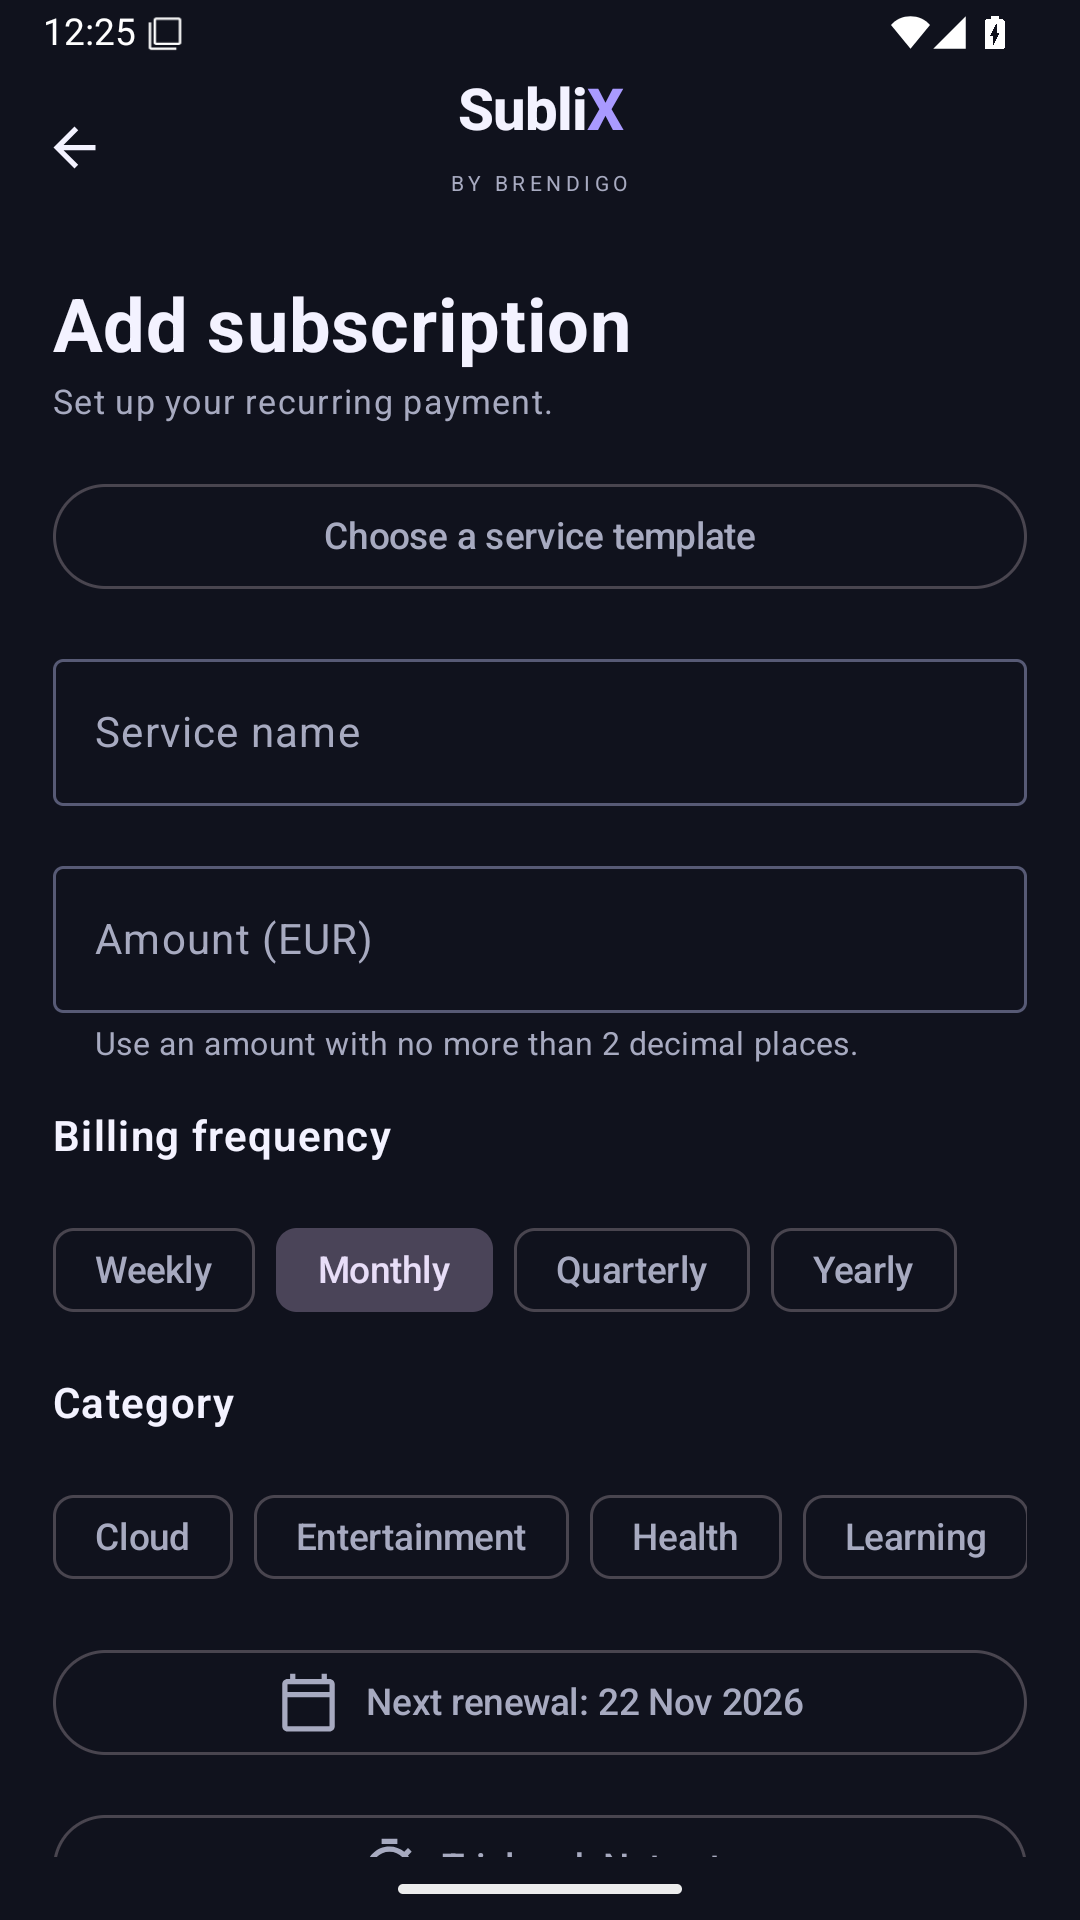 12:25
SubliX
BY BRENDIGO
Add subscription
Set up your recurring payment.
Choose a service template
Service name
Amount (EUR)
Use an amount with no more than 2 decimal places.
Billing frequency
Weekly
Monthly
Quarterly
Yearly
Category
Cloud
Entertainment
Health
Learning
Next renewal: 22 Nov 2026